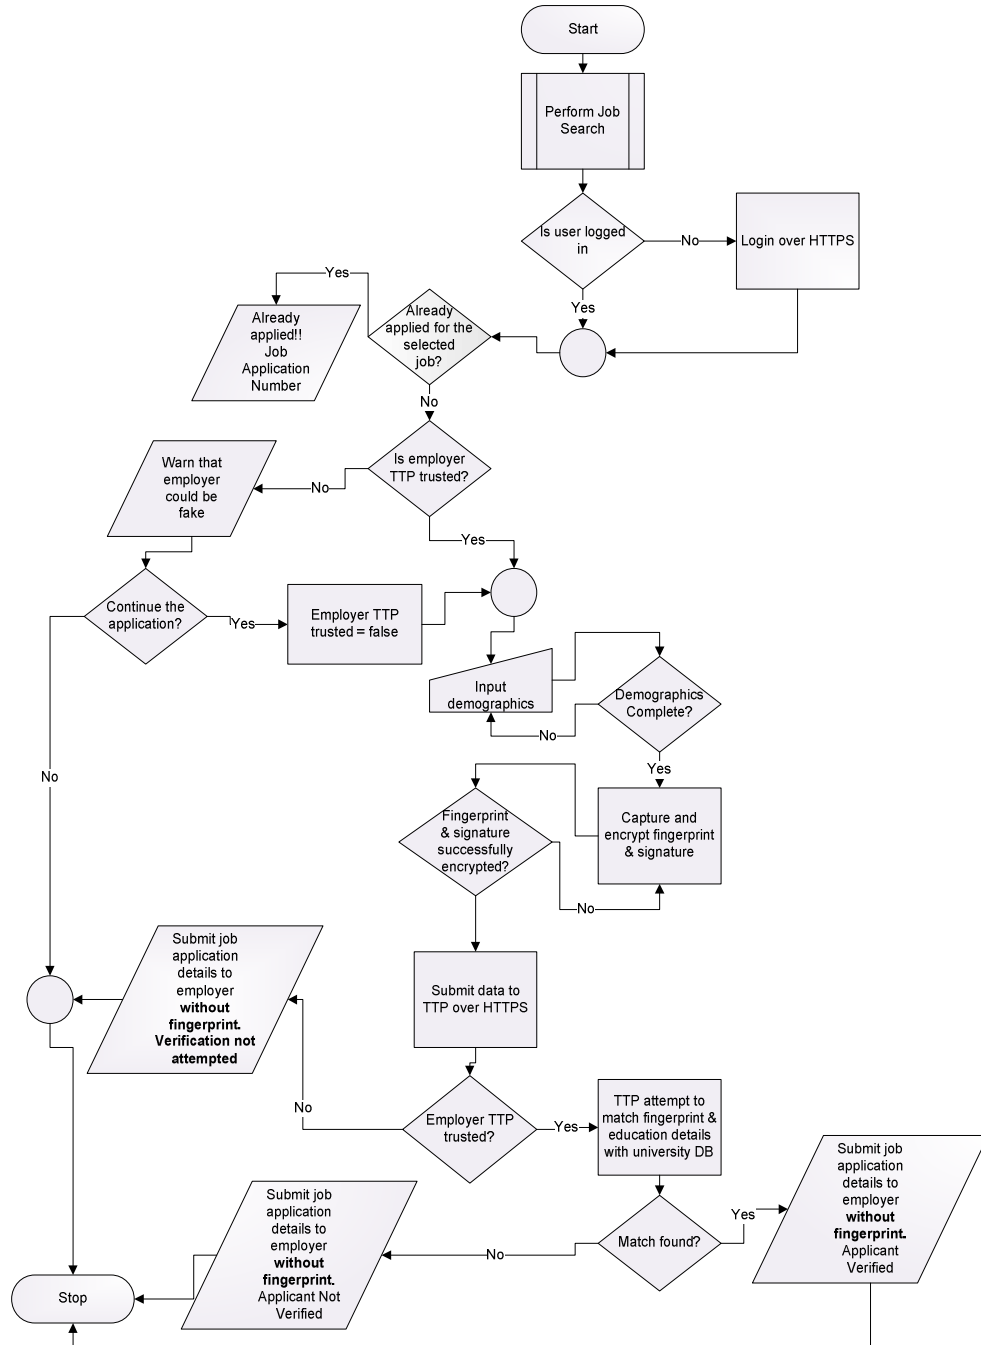 Start
Perform Job
Search
Is user logged
in
No
Login over HTTPS
Yes
Yes
Already
applied for the
selected
job?
Already
applied!!
Job
Application
Number
No
Is employer
TTP trusted?
Warn that
employer
could be
fake
No
Yes
Continue the
application?
Yes
Employer TTP
trusted = false
Input
demographics
Demographics
Complete?
No
Yes
No
Capture and
encrypt fingerprint
& signature
Fingerprint
& signature
successfully
encrypted?
No
Submit job
application
details to
employer
without
fingerprint.
Verification not
attempted
Submit data to
TTP over HTTPS
No
Employer TTP
trusted?
Yes
TTP attempt to
match fingerprint &
education details
with university DB
Submit job
application
details to
employer
without
fingerprint.
Applicant
Verified
Yes
Match found?
No
Submit job
application
details to
employer
without
fingerprint.
Applicant Not
Verified
Stop